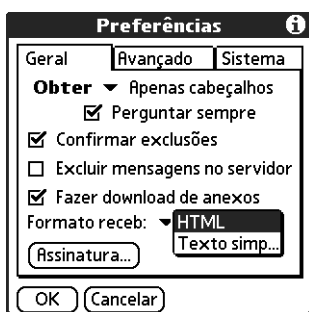 Preferências i
Geral Avançado Sistema
Obter Apenas cabeçalhos
Perguntar sempre
Confirmar exclusões
Excluir mensagens no servidor
Fazer download de anexos
Formato receb: HTML
Texto simp...
Assinatura...
OK Cancelar